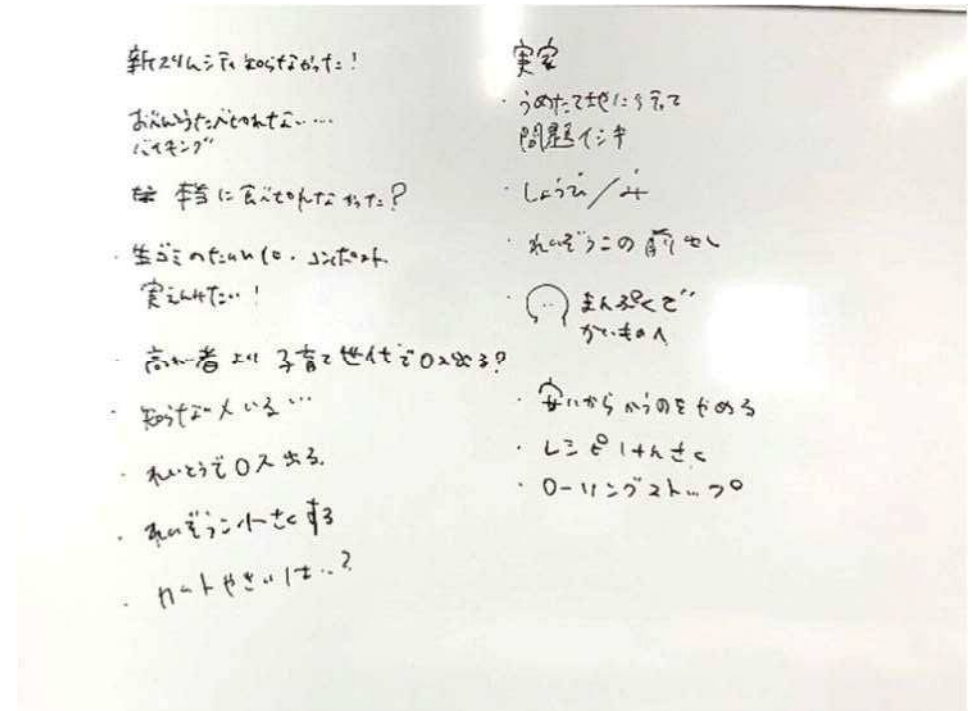 新スリムシティ知らなかった!
おべんとうたべきれない…
バイキング
本当に食べきれなかった?
・生ゴミのたい肥・コンポスト
実えんみたい!
・高れい者より子育て世代でロス出る?
・知らない人いる…
・れいとうでロス出る
・れいぞうこ小さくする
・カットやさいは…?
実家
・うめたて地に行って
問題イシキ
・しょうひ/み
・れいぞうこの前出し
・まんぷくで
かいものへ
・安いからかうのをやめる
・レシピけんさく
・ローリングストップ